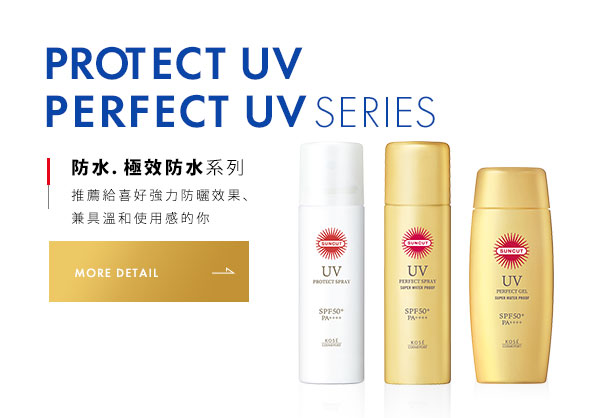 PROTECT UV
PERFECT UV SERIES
防水. 極效防水系列
推薦給喜好強力防曬效果、
兼具溫和使用感的你
MORE DETAIL
SUNCUT
UV
PROTECT SPRAY
SPF50+
PA++++
KOSÉ
COSMEPORT
SUNCUT
UV
PERFECT SPRAY
SUPER WATER PROOF
SPF50+
PA++++
KOSÉ
COSMEPORT
SUNCUT
UV
PERFECT GEL
SUPER WATER PROOF
SPF50+
PA++++
KOSÉ
COSMEPORT